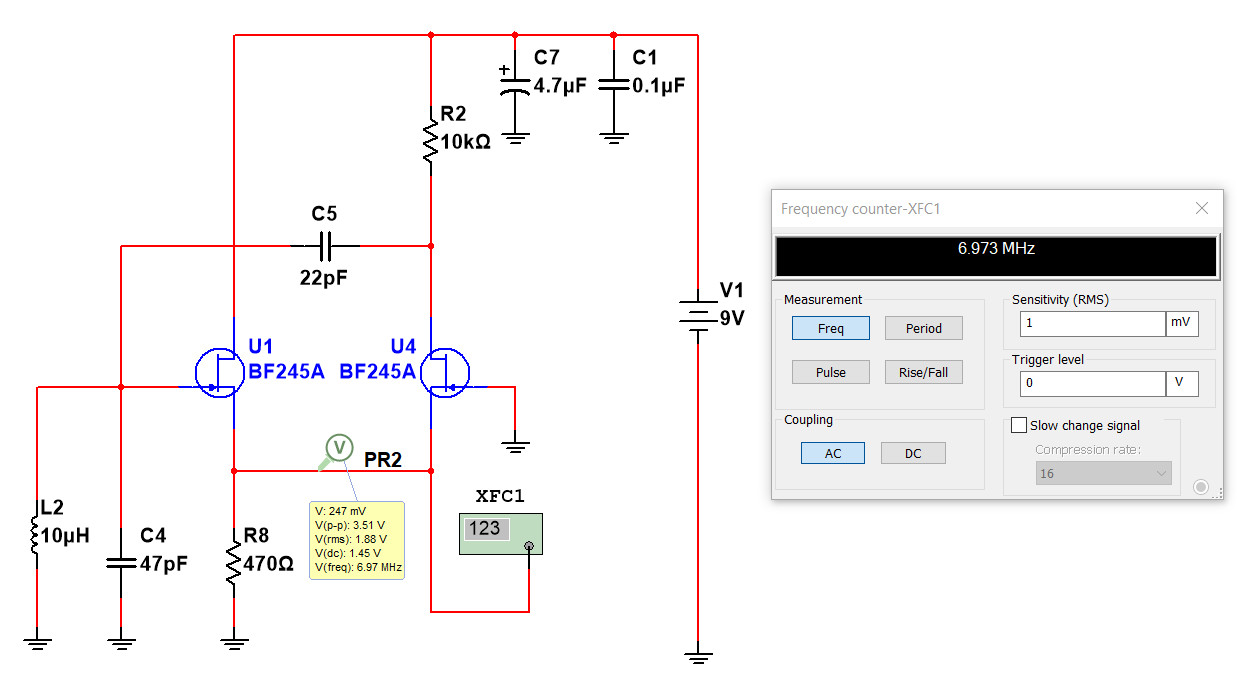 C7
+
4.7µF
C1
0.1µF
R2
10kΩ
C5
22pF
V1
9V
U1
BF245A
U4
BF245A
V
PR2
V: 247 mV
V(p-p): 3.51 V
V(rms): 1.88 V
V(dc): 1.45 V
V(freq): 6.97 MHz
L2
10µH
C4
47pF
R8
470Ω
XFC1
123
Frequency counter-XFC1
6.973 MHz
Measurement
Freq
Period
Pulse
Rise/Fall
Coupling
AC
DC
Sensitivity (RMS)
1
mV
Trigger level
0
V
Slow change signal
Compression rate:
16